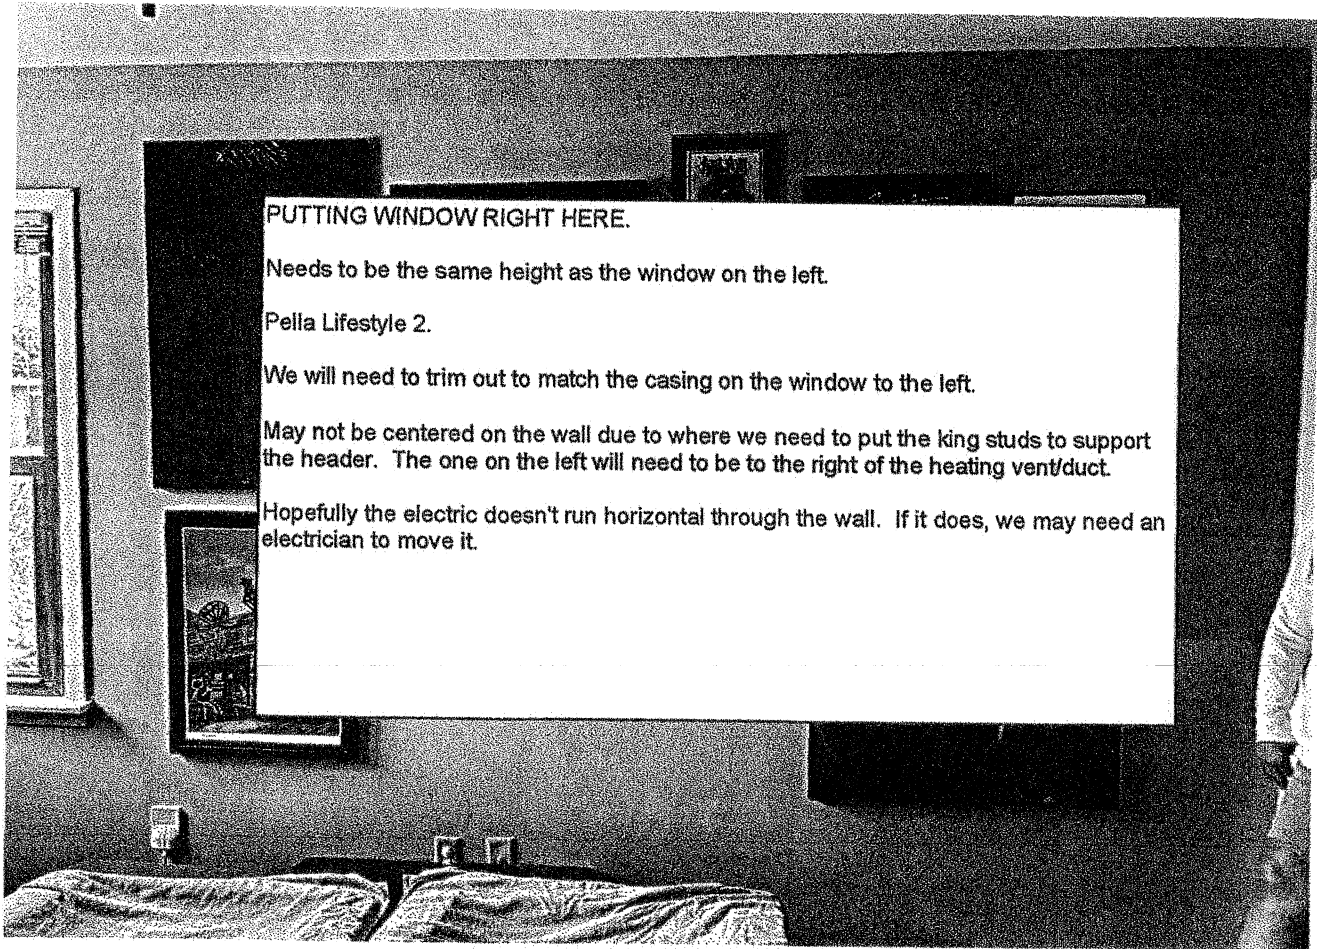 PUTTING WINDOW RIGHT HERE.
Needs to be the same height as the window on the left.
Pella Lifestyle 2.
We will need to trim out to match the casing on the window to the left.
May not be centered on the wall due to where we need to put the king studs to support
the header.  The one on the left will need to be to the right of the heating vent/duct.
Hopefully the electric doesn't run horizontal through the wall.  If it does, we may need an
electrician to move it.